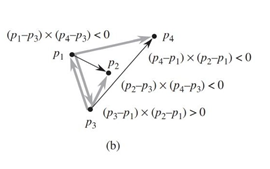 (p₁–p₃) × (p₄–p₃) < 0
p₄
p₁
p₂
(p₄–p₁) × (p₂–p₁) < 0
(p₂–p₃) × (p₄–p₃) < 0
(p₃–p₁) × (p₂–p₁) > 0
p₃
(b)